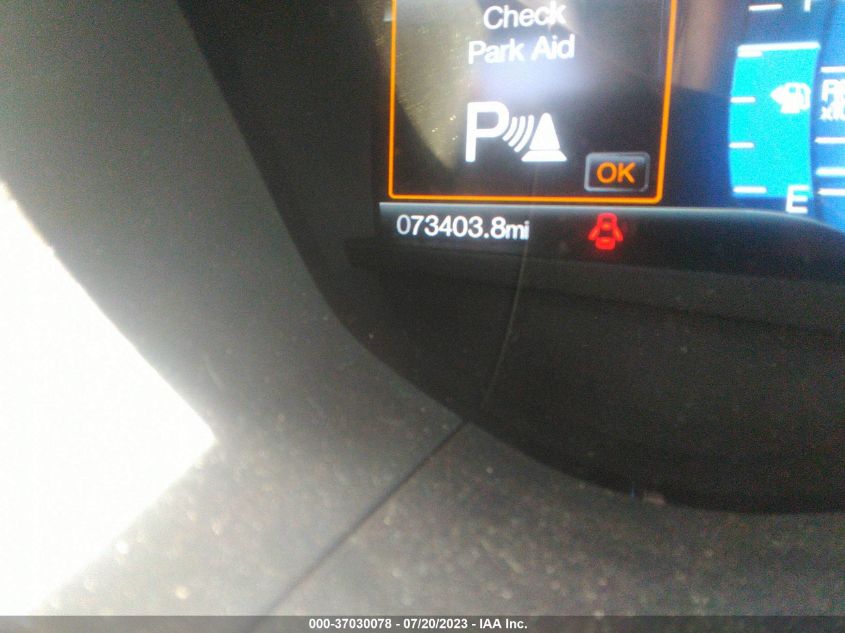 Check
Park Aid
P
OK
E
073403.8mi
000-37030078 - 07/20/2023 - IAA Inc.